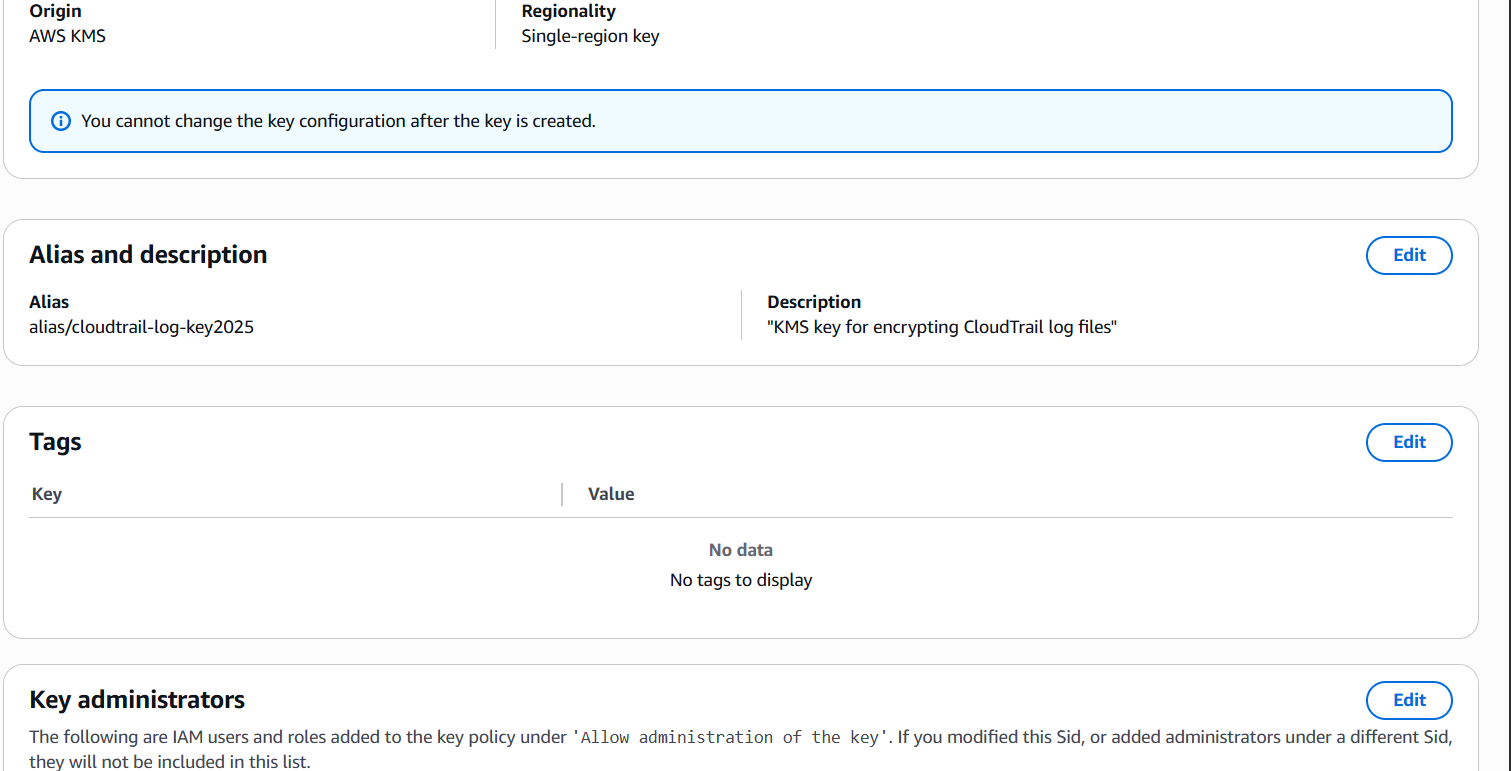 Origin
Regionality
AWS KMS
Single-region key
You cannot change the key configuration after the key is created.
Alias and description
Edit
Alias
Description
alias/cloudtrail-log-key2025
"KMS key for encrypting CloudTrail log files"
Tags
Edit
Key
Value
No data
No tags to display
Key administrators
Edit
The following are IAM users and roles added to the key policy under 'Allow administration of the key'. If you modified this Sid, or added administrators under a different Sid,
they will not be included in this list.